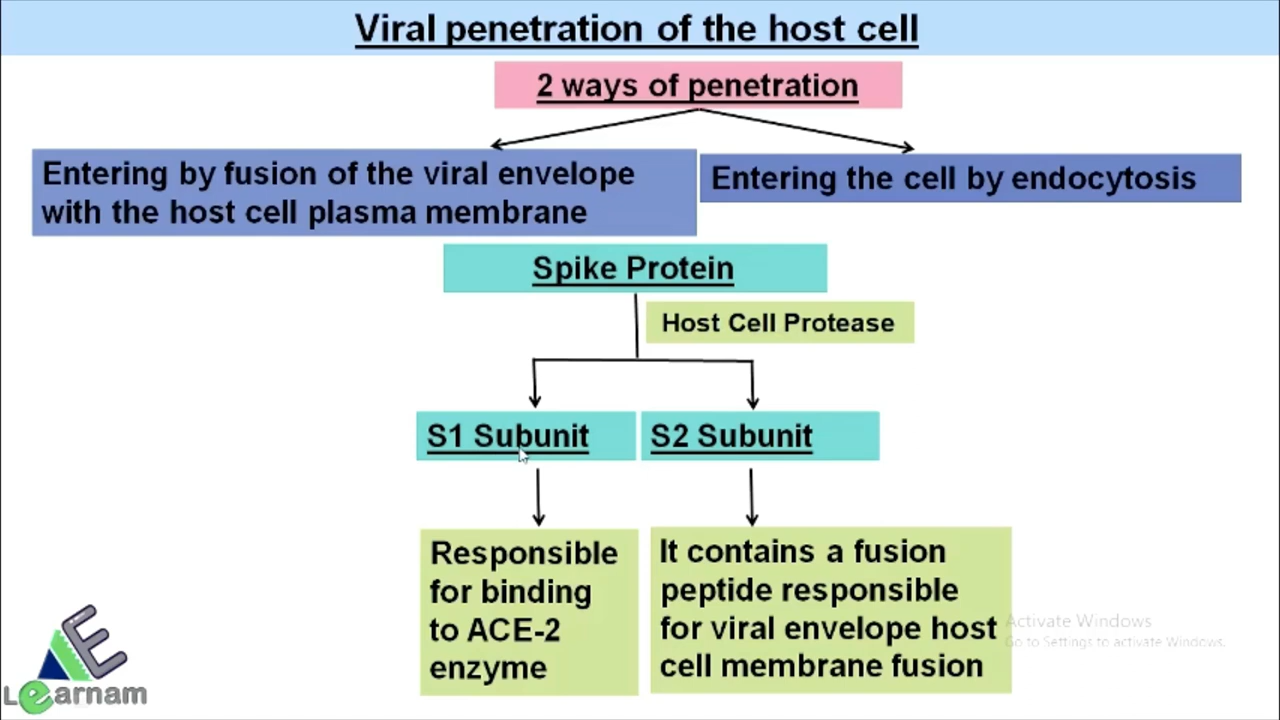 Viral penetration of the host cell
2 ways of penetration
Entering by fusion of the viral envelope
with the host cell plasma membrane
Entering the cell by endocytosis
Spike Protein
Host Cell Protease
S1 Subunit
S2 Subunit
Responsible
for binding
to ACE-2
enzyme
It contains a fusion
peptide responsible
for viral envelope host
cell membrane fusion
Activate Windows
Go to Settings to activate Windows.
E
Learnam